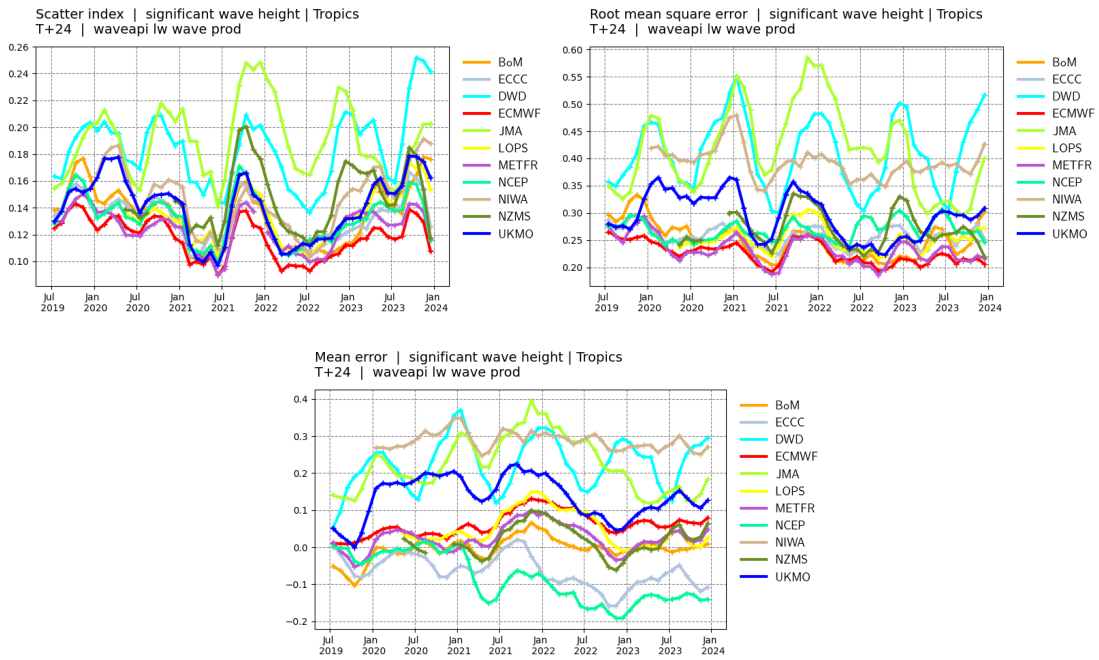 Scatter index | significant wave height | Tropics
T+24 | waveapi lw wave prod
0.26
0.24
0.22
0.20
0.18
0.16
0.14
0.12
0.10
Jul 2019
Jan 2020
Jul 2020
Jan 2021
Jul 2021
Jan 2022
Jul 2022
Jan 2023
Jul 2023
Jan 2024
BoM
ECCC
DWD
ECMWF
JMA
LOPS
METFR
NCEP
NIWA
NZMS
UKMO
Root mean square error | significant wave height | Tropics
T+24 | waveapi lw wave prod
0.60
0.55
0.50
0.45
0.40
0.35
0.30
0.25
0.20
Jul 2019
Jan 2020
Jul 2020
Jan 2021
Jul 2021
Jan 2022
Jul 2022
Jan 2023
Jul 2023
Jan 2024
BoM
ECCC
DWD
ECMWF
JMA
LOPS
METFR
NCEP
NIWA
NZMS
UKMO
Mean error | significant wave height | Tropics
T+24 | waveapi lw wave prod
0.4
0.3
0.2
0.1
0.0
−0.1
−0.2
Jul 2019
Jan 2020
Jul 2020
Jan 2021
Jul 2021
Jan 2022
Jul 2022
Jan 2023
Jul 2023
Jan 2024
BoM
ECCC
DWD
ECMWF
JMA
LOPS
METFR
NCEP
NIWA
NZMS
UKMO